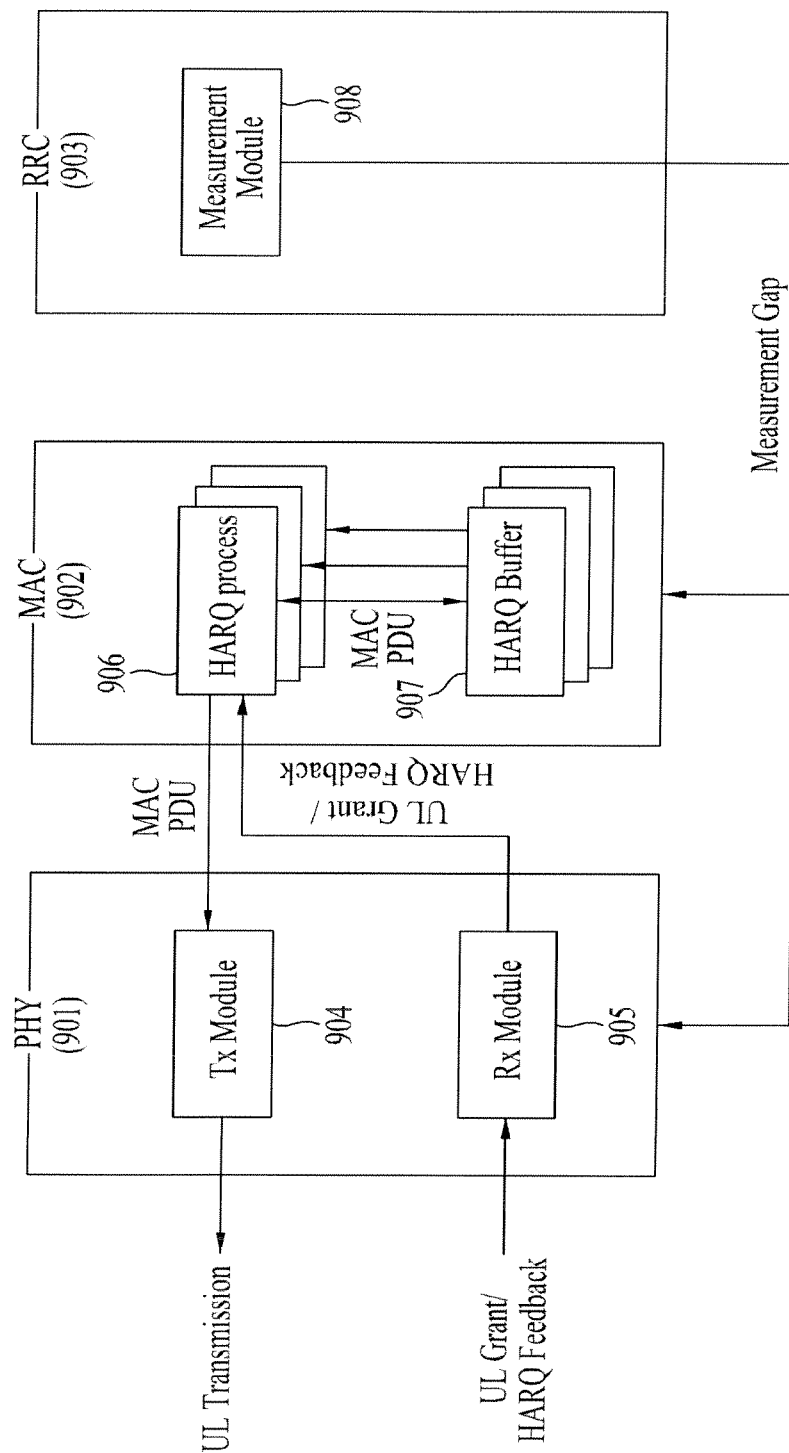 PHY
(901)
MAC
(902)
RRC
(903)
UL Transmission
Tx Module
904
MAC
PDU
906
HARQ process
Measurement
Module
908
UL Grant /
HARQ Feedback
MAC
PDU
UL Grant/
HARQ Feedback
Rx Module
905
907
HARQ Buffer
Measurement Gap